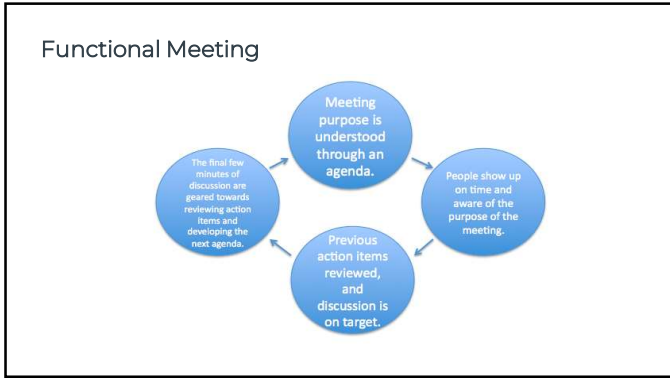 Functional Meeting
Meeting
purpose is
understood
through an
agenda.
People show up
on time and
aware of the
purpose of the
meeting.
Previous
action items
reviewed,
and
discussion is
on target.
The final few
minutes of
discussion are
geared towards
reviewing action
items and
developing the
next agenda.